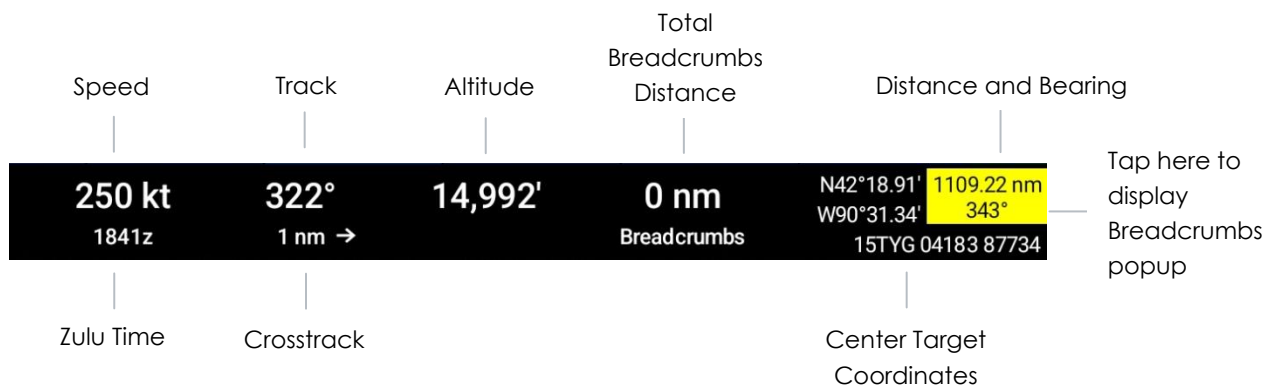 Total
Breadcrumbs
Distance
Speed
Track
Altitude
Distance and Bearing
Tap here to
display
Breadcrumbs
popup
250 kt
322°
14,992'
0 nm
N42°18.91'
1109.22 nm
W90°31.34'
343°
1841z
1 nm →
Breadcrumbs
15TYG 04183 87734
Zulu Time
Crosstrack
Center Target
Coordinates